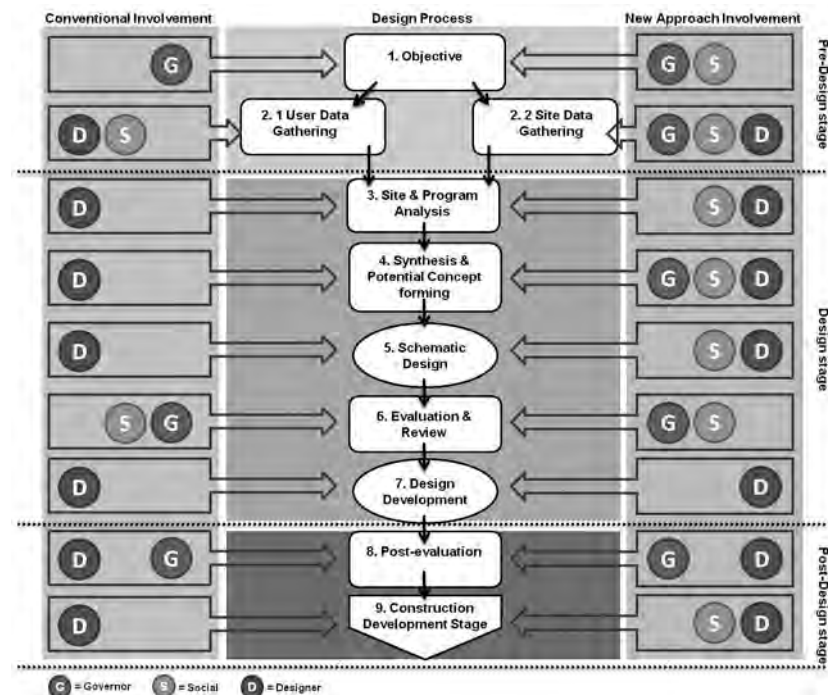 Conventional Involvement
Design Process
New Approach Involvement
G
1. Objective
G S
Pre-Design stage
D S
2. 1 User Data
Gathering
2. 2 Site Data
Gathering
G S D
D
3. Site & Program
Analysis
S D
D
4. Synthesis &
Potential Concept
forming
G S D
Design stage
D
5. Schematic
Design
S D
S G
6. Evaluation &
Review
G S
D
7. Design
Development
D
D G
8. Post-evaluation
G D
Post-Design stage
D
9. Construction
Development Stage
S D
G = Governor S = Social D = Designer